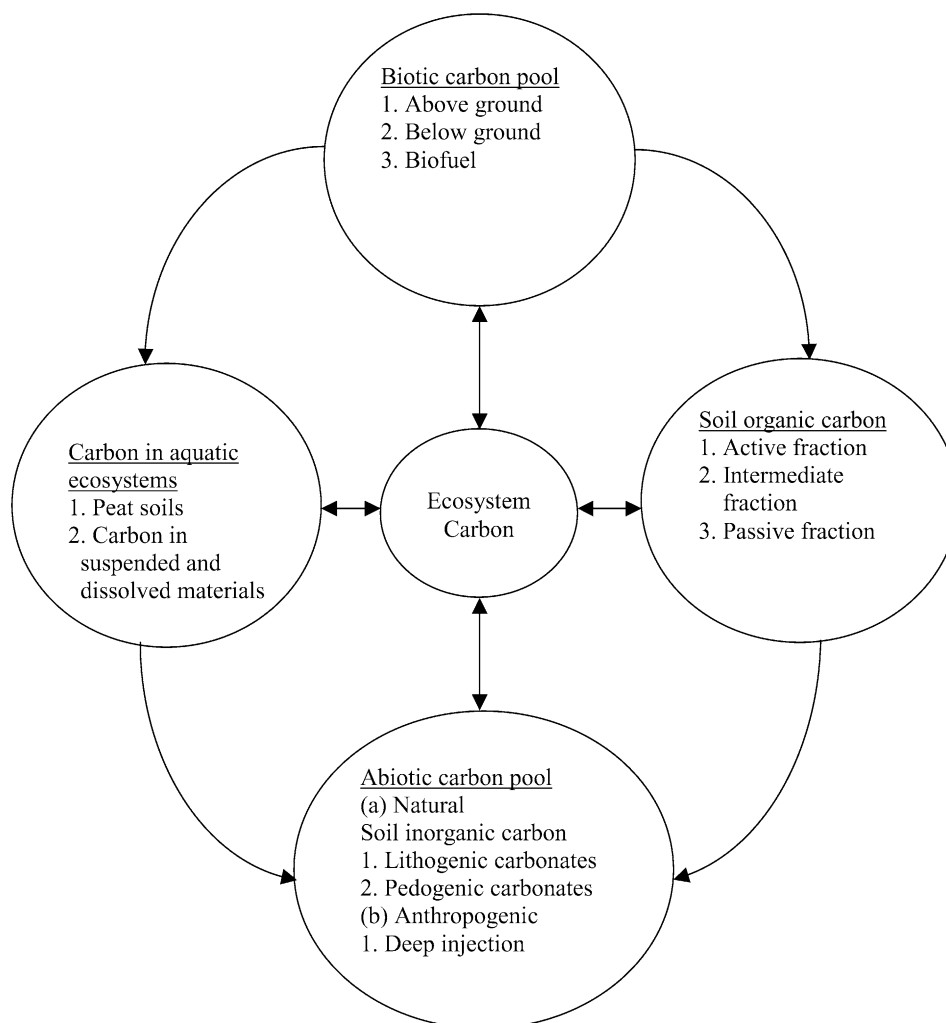 Biotic carbon pool
1. Above ground
2. Below ground
3. Biofuel
Carbon in aquatic
ecosystems
1. Peat soils
2. Carbon in
suspended and
dissolved materials
Ecosystem
Carbon
Soil organic carbon
1. Active fraction
2. Intermediate
fraction
3. Passive fraction
Abiotic carbon pool
(a) Natural
Soil inorganic carbon
1. Lithogenic carbonates
2. Pedogenic carbonates
(b) Anthropogenic
1. Deep injection